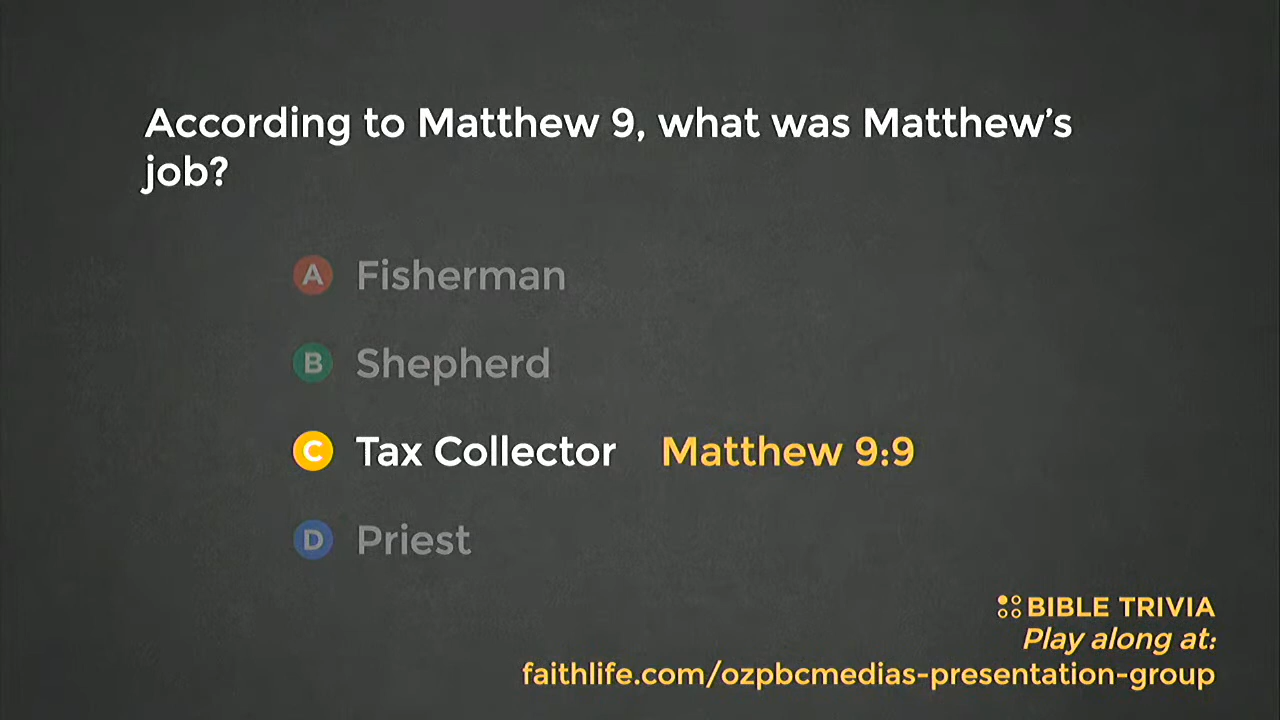 According to Matthew 9, what was Matthew’s
job?
A Fisherman
B Shepherd
C Tax Collector Matthew 9:9
D Priest
BIBLE TRIVIA
Play along at:
faithlife.com/ozpbcmedias-presentation-group